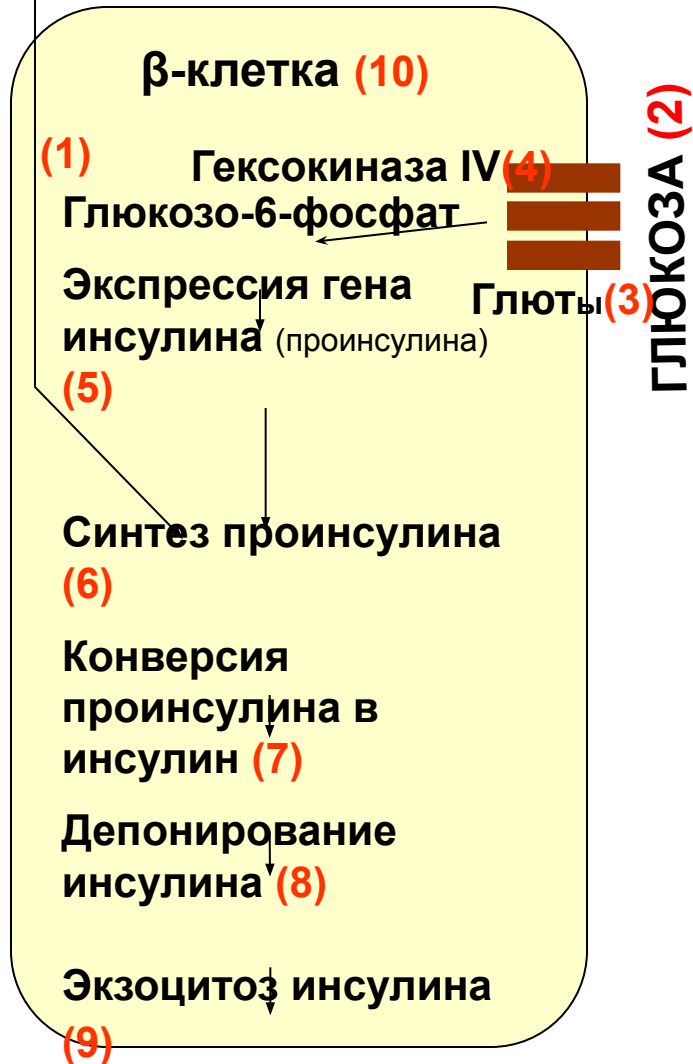 β-клетка (10)
(1)
Гексокиназа IV(4)
Глюкозо-6-фосфат
Экспрессия гена
инсулина (проинсулина)
(5)
Глюты(3)
ГЛЮКОЗА (2)
Синтез проинсулина
(6)
Конверсия
проинсулина в
инсулин (7)
Депонирование
инсулина (8)
Экзоцитоз инсулина
(9)